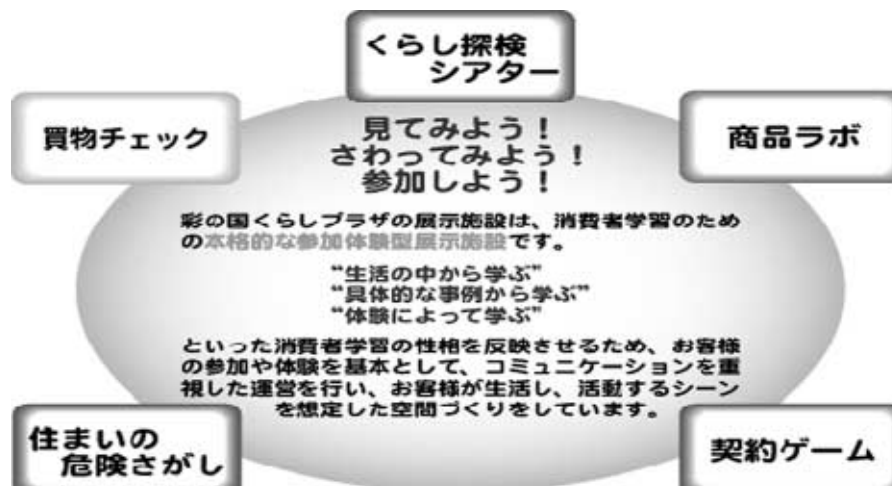 くらし探検
シアター
買物チェック
商品ラボ
見てみよう！
さわってみよう！
参加しよう！
彩の国くらしプラザの展示施設は、消費者学習のため
の本格的な参加体験型展示施設です。
“生活の中から学ぶ”
“具体的な事例から学ぶ”
“体験によって学ぶ”
といった消費者学習の性格を反映させるため、お客様
の参加や体験を基本として、コミュニケーションを重
視した運営を行い、お客様が生活し、活動するシーン
を想定した空間づくりをしています。
住まいの
危険さがし
契約ゲーム